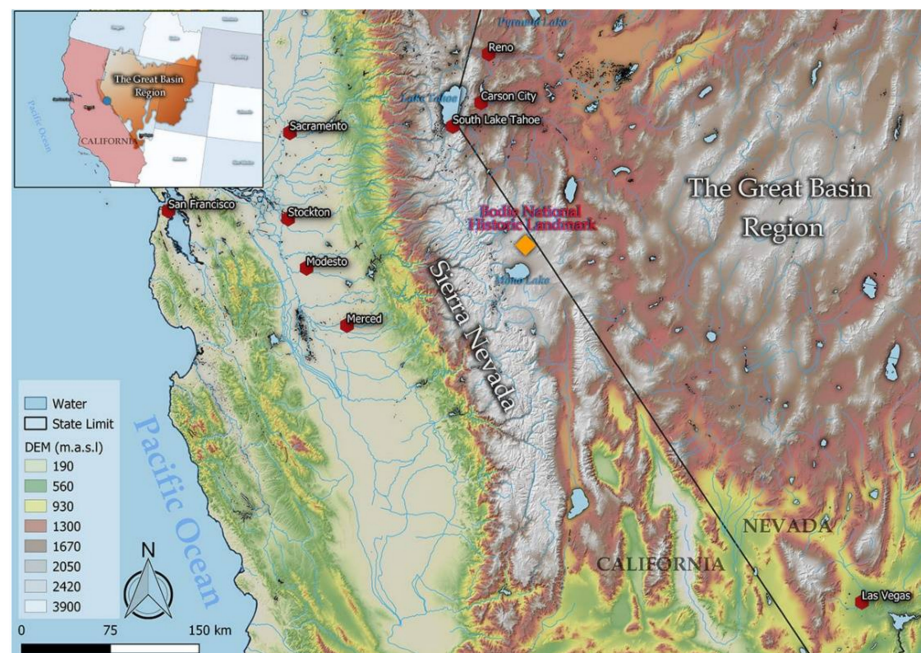 The Great Basin
Region
Pacific Ocean
CALIFORNIA
Pyramid Lake
Reno
Lake Tahoe
Carson City
South Lake Tahoe
Sacramento
The Great Basin
Region
San Francisco
Stockton
Bodie National
Historic Landmark
Modesto
Mono Lake
Sierra Nevada
Merced
Water
State Limit
DEM (m.a.s.l)
190
560
930
1300
1670
2050
2420
3900
Pacific Ocean
N
NEVADA
CALIFORNIA
Las Vegas
0 75 150 km